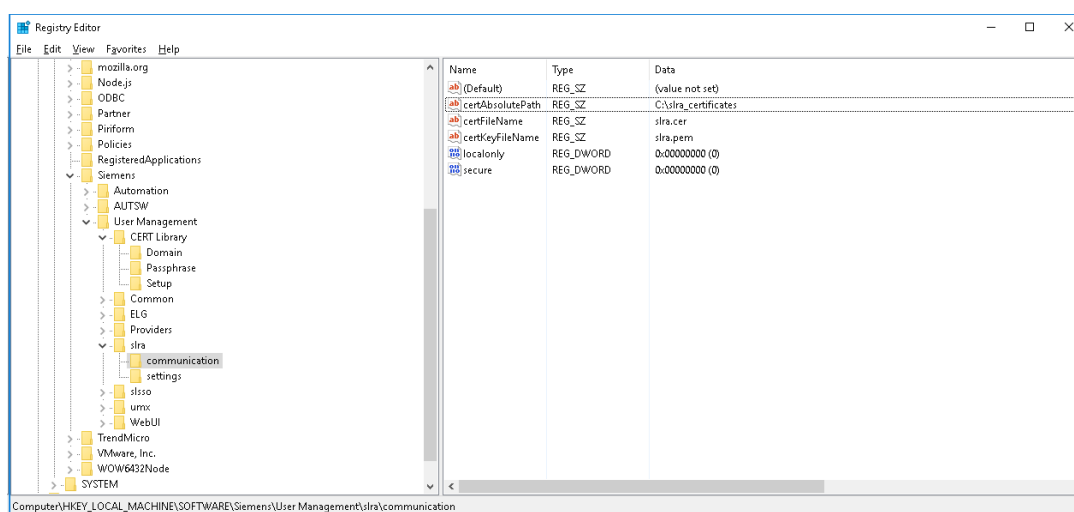 Registry Editor
File Edit View Favorites Help
mozilla.org
Node.js
ODBC
Partner
Piriform
Policies
RegisteredApplications
Siemens
Automation
AUTSW
User Management
CERT Library
Domain
Passphrase
Setup
Common
ELG
Providers
slra
communication
settings
slsso
umx
WebUI
TrendMicro
VMware, Inc.
WOW6432Node
SYSTEM
Name Type Data
(Default) REG_SZ (value not set)
certAbsolutePath REG_SZ C:\slra_certificates
certFileName REG_SZ slra.cer
certKeyFileName REG_SZ slra.pem
localonly REG_DWORD 0x00000000 (0)
secure REG_DWORD 0x00000000 (0)
Computer\HKEY_LOCAL_MACHINE\SOFTWARE\Siemens\User Management\slra\communication